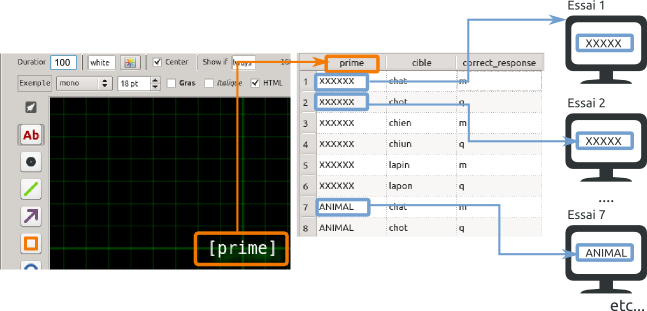 Essai 1
XXXXX
Duration 100 white Center Show if
Exemple mono 18 pt Gras Italique HTML
Ab
[prime]
prime cible correct_response
1 XXXXXX chat m
2 XXXXXX chot q
3 XXXXXX chien m
4 XXXXXX chiun q
5 XXXXXX lapin m
6 XXXXXX lapon q
7 ANIMAL chat m
8 ANIMAL chot q
Essai 2
XXXXX
....
Essai 7
ANIMAL
etc...